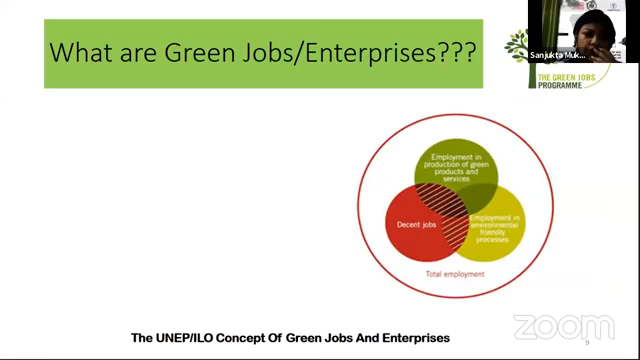 What are Green Jobs/Enterprises???
Sanjukta Muk...
THE GREEN JOBS
PROGRAMME
Employment in
production of green
products and
services
Decent jobs
Employment in
environmental
friendly
processes
Total employment
The UNEP/ILO Concept Of Green Jobs And Enterprises
zoom
9